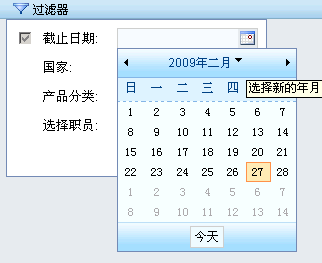 过滤器
截止日期:
国家:
产品分类:
选择职员:
2009年二月
日 一 二 三 四
选择新的年月
1 2 3 4 5 6 7
8 9 10 11 12 13 14
15 16 17 18 19 20 21
22 23 24 25 26 27 28
1 2 3 4 5 6 7
8 9 10 11 12 13 14
今天